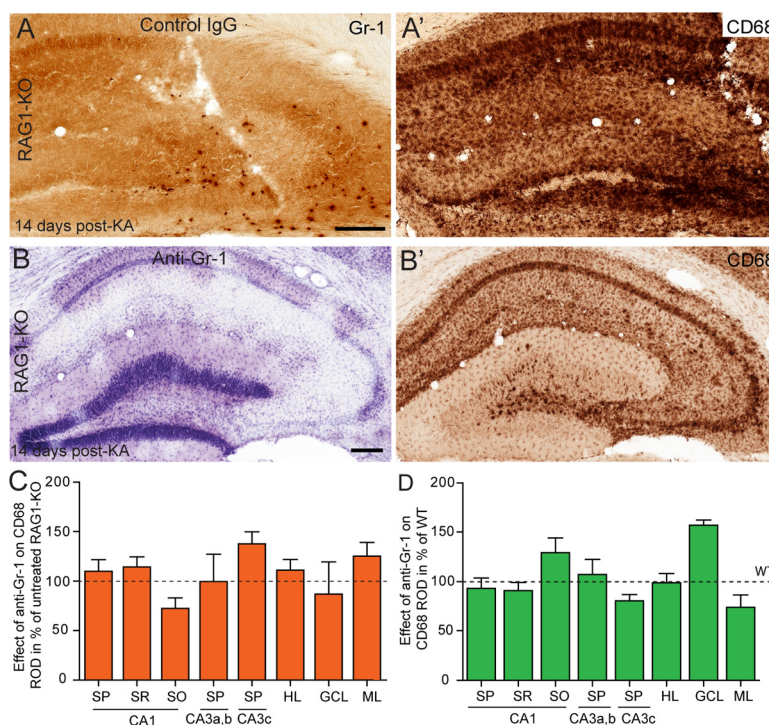 A
Control IgG
Gr-1
RAG1-KO
14 days post-KA
A'
CD68
B
Anti-Gr-1
RAG1-KO
14 days post-KA
B'
CD68
C
Effect of anti-Gr-1 on CD68
ROD in % of untreated RAG1-KO
200
150
100
50
0
SP SR SO SP SP HL GCL ML
CA1 CA3a,b CA3c
D
Effect of anti-Gr-1 on
CD68 ROD in % of WT
200
150
100
50
0
WT
SP SR SO SP SP HL GCL ML
CA1 CA3a,b CA3c